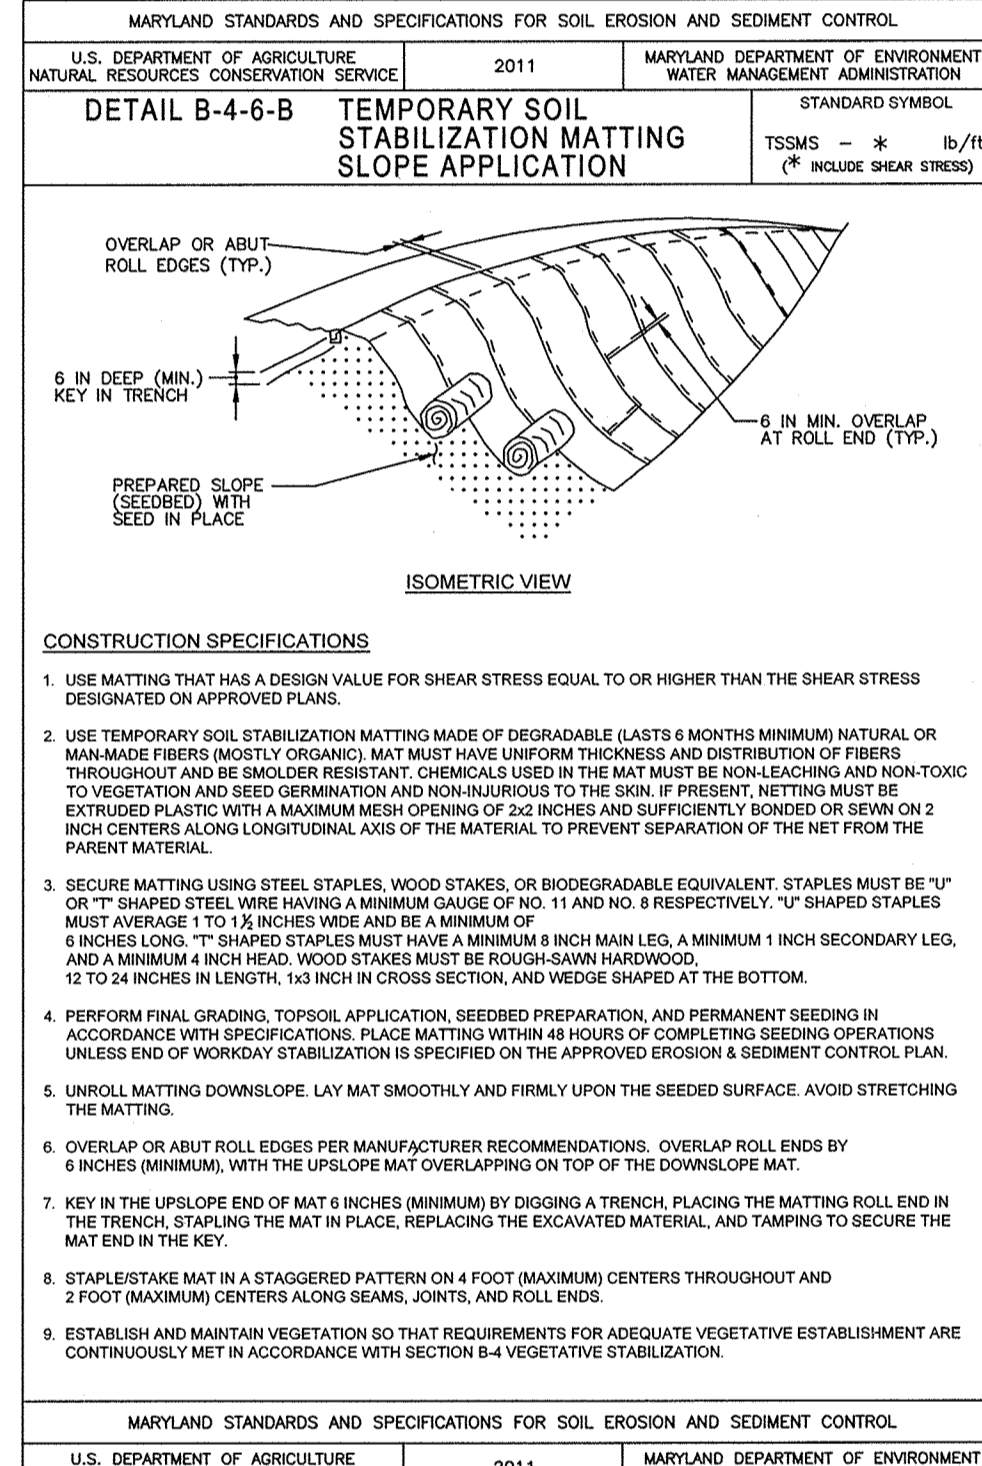 MARYLAND STANDARDS AND SPECIFICATIONS FOR SOIL EROSION AND SEDIMENT CONTROL
U.S. DEPARTMENT OF AGRICULTURE
NATURAL RESOURCES CONSERVATION SERVICE
2011
MARYLAND DEPARTMENT OF ENVIRONMENT
WATER MANAGEMENT ADMINISTRATION
DETAIL B-4-6-B
TEMPORARY SOIL
STABILIZATION MATTING
SLOPE APPLICATION
STANDARD SYMBOL
TSSMS - * lb/ft
(* INCLUDE SHEAR STRESS)
OVERLAP OR ABUT
ROLL EDGES (TYP.)
6 IN DEEP (MIN.)
KEY IN TRENCH
6 IN MIN. OVERLAP
AT ROLL END (TYP.)
PREPARED SLOPE
(SEEDBED) WITH
SEED IN PLACE
ISOMETRIC VIEW
CONSTRUCTION SPECIFICATIONS
1. USE MATTING THAT HAS A DESIGN VALUE FOR SHEAR STRESS EQUAL TO OR HIGHER THAN THE SHEAR STRESS
DESIGNATED ON APPROVED PLANS.
2. USE TEMPORARY SOIL STABILIZATION MATTING MADE OF DEGRADABLE (LASTS 6 MONTHS MINIMUM) NATURAL OR
MAN-MADE FIBERS (MOSTLY ORGANIC). MAT MUST HAVE UNIFORM THICKNESS AND DISTRIBUTION OF FIBERS
THROUGHOUT AND BE SMOLDER RESISTANT. CHEMICALS USED IN THE MAT MUST BE NON-LEACHING AND NON-TOXIC
TO VEGETATION AND SEED GERMINATION AND NON-INJURIOUS TO THE SKIN. IF PRESENT, NETTING MUST BE
EXTRUDED PLASTIC WITH A MAXIMUM MESH OPENING OF 2x2 INCHES AND SUFFICIENTLY BONDED OR SEWN ON 2
INCH CENTERS ALONG LONGITUDINAL AXIS OF THE MATERIAL TO PREVENT SEPARATION OF THE NET FROM THE
PARENT MATERIAL.
3. SECURE MATTING USING STEEL STAPLES, WOOD STAKES, OR BIODEGRADABLE EQUIVALENT. STAPLES MUST BE "U"
OR "T" SHAPED STEEL WIRE HAVING A MINIMUM GAUGE OF NO. 11 AND NO. 8 RESPECTIVELY. "U" SHAPED STAPLES
MUST AVERAGE 1 TO 1½ INCHES WIDE AND BE A MINIMUM OF
6 INCHES LONG. "T" SHAPED STAPLES MUST HAVE A MINIMUM 8 INCH MAIN LEG, A MINIMUM 1 INCH SECONDARY LEG,
AND A MINIMUM 4 INCH HEAD. WOOD STAKES MUST BE ROUGH-SAWN HARDWOOD,
12 TO 24 INCHES IN LENGTH, 1x3 INCH IN CROSS SECTION, AND WEDGE SHAPED AT THE BOTTOM.
4. PERFORM FINAL GRADING, TOPSOIL APPLICATION, SEEDBED PREPARATION, AND PERMANENT SEEDING IN
ACCORDANCE WITH SPECIFICATIONS. PLACE MATTING WITHIN 48 HOURS OF COMPLETING SEEDING OPERATIONS
UNLESS END OF WORKDAY STABILIZATION IS SPECIFIED ON THE APPROVED EROSION & SEDIMENT CONTROL PLAN.
5. UNROLL MATTING DOWNSLOPE. LAY MAT SMOOTHLY AND FIRMLY UPON THE SEEDED SURFACE. AVOID STRETCHING
THE MATTING.
6. OVERLAP OR ABUT ROLL EDGES PER MANUFACTURER RECOMMENDATIONS. OVERLAP ROLL ENDS BY
6 INCHES (MINIMUM), WITH THE UPSLOPE MAT OVERLAPPING ON TOP OF THE DOWNSLOPE MAT.
7. KEY IN THE UPSLOPE END OF MAT 6 INCHES (MINIMUM) BY DIGGING A TRENCH, PLACING THE MATTING ROLL END IN
THE TRENCH, STAPLING THE MAT IN PLACE, REPLACING THE EXCAVATED MATERIAL, AND TAMPING TO SECURE THE
MAT END IN THE KEY.
8. STAPLE/STAKE MAT IN A STAGGERED PATTERN ON 4 FOOT (MAXIMUM) CENTERS THROUGHOUT AND
2 FOOT (MAXIMUM) CENTERS ALONG SEAMS, JOINTS, AND ROLL ENDS.
9. ESTABLISH AND MAINTAIN VEGETATION SO THAT REQUIREMENTS FOR ADEQUATE VEGETATIVE ESTABLISHMENT ARE
CONTINUOUSLY MET IN ACCORDANCE WITH SECTION B-4 VEGETATIVE STABILIZATION.
MARYLAND STANDARDS AND SPECIFICATIONS FOR SOIL EROSION AND SEDIMENT CONTROL
U.S. DEPARTMENT OF AGRICULTURE
2011
MARYLAND DEPARTMENT OF ENVIRONMENT